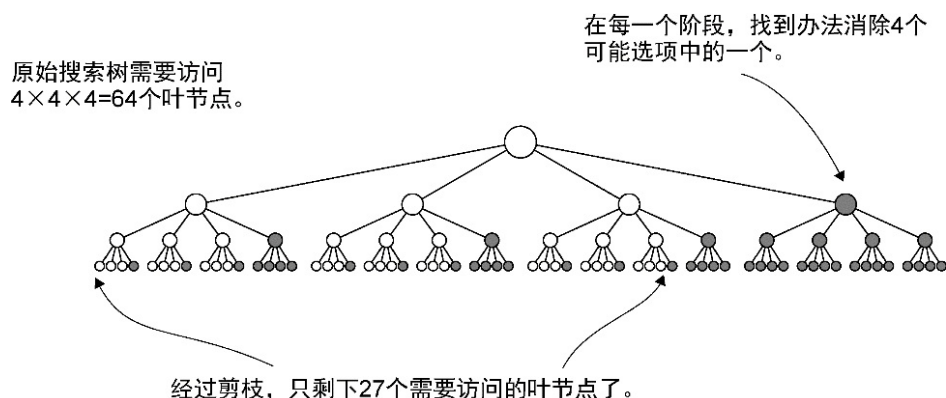 在每一个阶段，找到办法消除4个
可能选项中的一个。
原始搜索树需要访问
4×4×4=64个叶节点。
经过剪枝，只剩下27个需要访问的叶节点了。